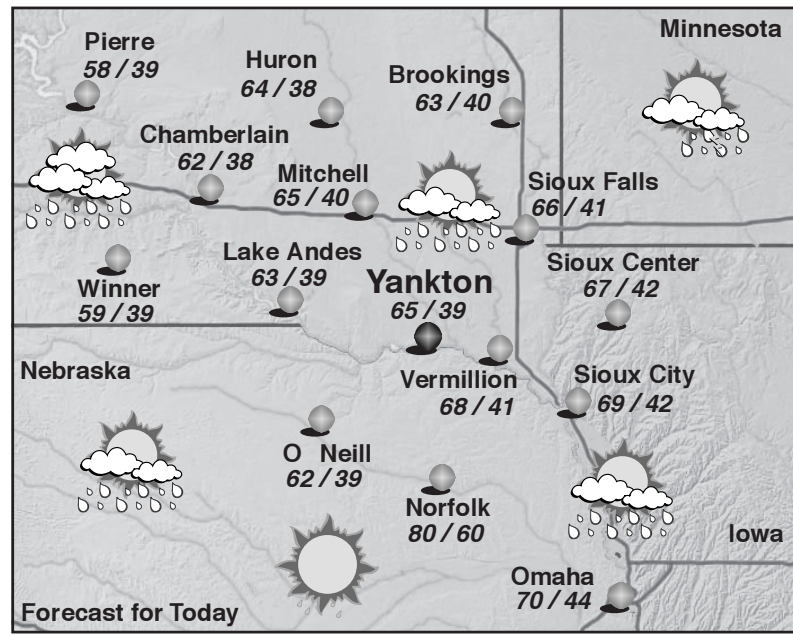 Minnesota
Pierre
58 / 39
Huron
64 / 38
Brookings
63 / 40
Chamberlain
62 / 38
Mitchell
65 / 40
Sioux Falls
66 / 41
Lake Andes
63 / 39
Winner
59 / 39
Yankton
65 / 39
Sioux Center
67 / 42
Nebraska
Vermillion
68 / 41
Sioux City
69 / 42
O Neill
62 / 39
Norfolk
80 / 60
Iowa
Omaha
70 / 44
Forecast for Today